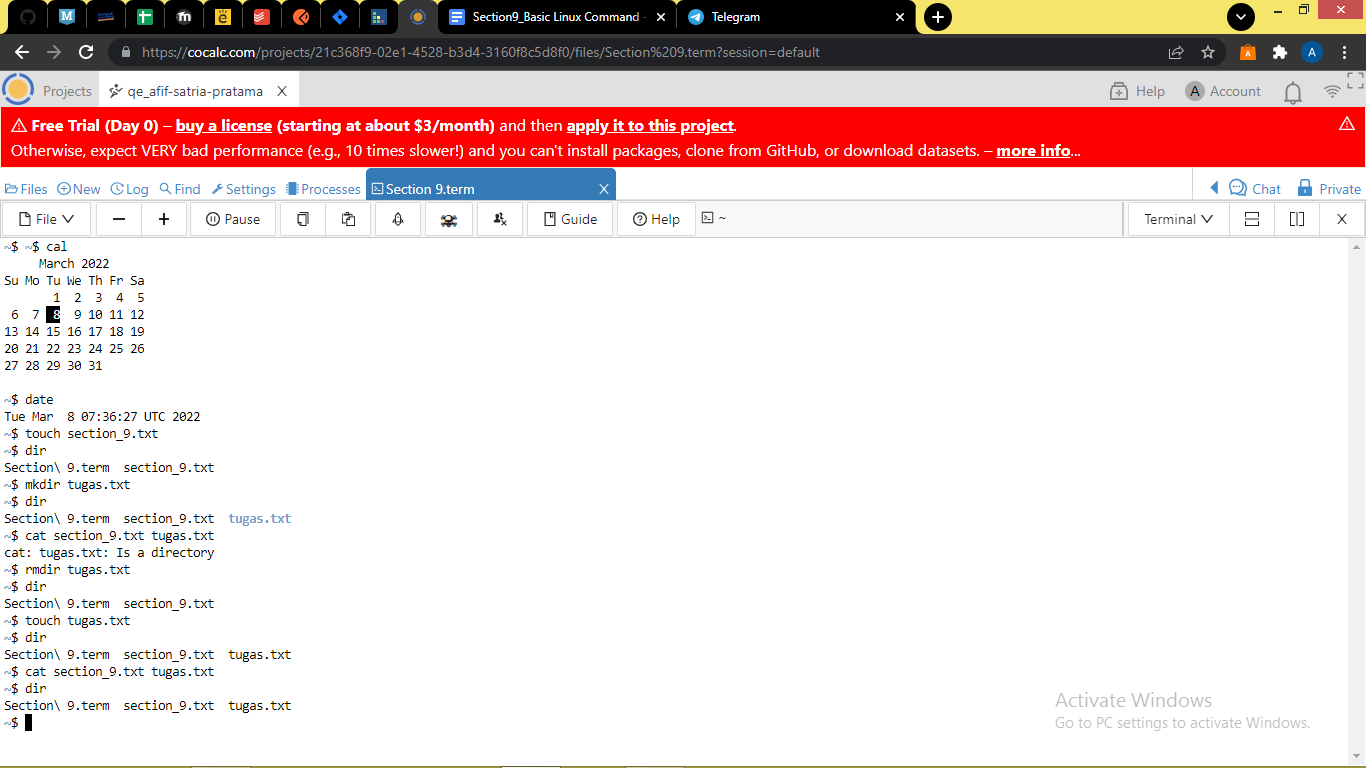 Section9_Basic Linux Command -
Telegram
https://cocalc.com/projects/21c368f9-02e1-4528-b3d4-3160f8c5d8f0/files/Section%209.term?session=default
A
Projects
qe_afif-satria-pratama
Help
A Account
Free Trial (Day 0) – buy a license (starting at about $3/month) and then apply it to this project.
Otherwise, expect VERY bad performance (e.g., 10 times slower!) and you can't install packages, clone from GitHub, or download datasets. – more info...
Files New Log Find Settings Processes Section 9.term X Chat Private
File Pause Guide Help ~ Terminal X
~$ ~$ cal
March 2022
Su Mo Tu We Th Fr Sa
1 2 3 4 5
6 7 8 9 10 11 12
13 14 15 16 17 18 19
20 21 22 23 24 25 26
27 28 29 30 31
~$ date
Tue Mar  8 07:36:27 UTC 2022
~$ touch section_9.txt
~$ dir
Section\ 9.term  section_9.txt
~$ mkdir tugas.txt
~$ dir
Section\ 9.term  section_9.txt  tugas.txt
~$ cat section_9.txt tugas.txt
cat: tugas.txt: Is a directory
~$ rmdir tugas.txt
~$ dir
Section\ 9.term  section_9.txt
~$ touch tugas.txt
~$ dir
Section\ 9.term  section_9.txt  tugas.txt
~$ cat section_9.txt tugas.txt
~$ dir
Section\ 9.term  section_9.txt  tugas.txt
~$
Activate Windows
Go to PC settings to activate Windows.